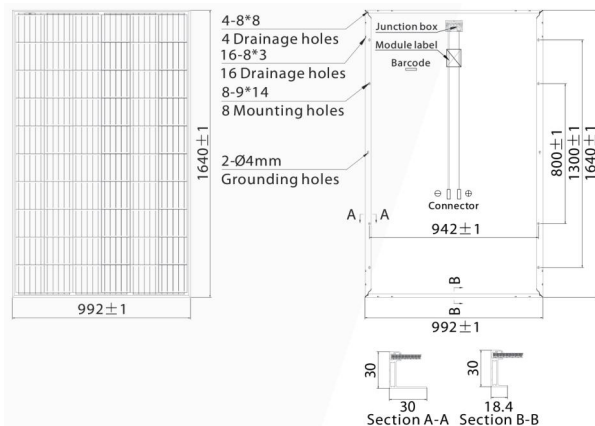 4-8*8
4 Drainage holes
16-8*3
16 Drainage holes
8-9*14
8 Mounting holes
2-Ø4mm
Grounding holes
1640±1
992±1
Junction box
Module label
Barcode
⊖ ⊕
Connector
A A
942±1
B
B
992±1
800±1
1300±1
1640±1
30
30
Section A-A
30
18.4
Section B-B